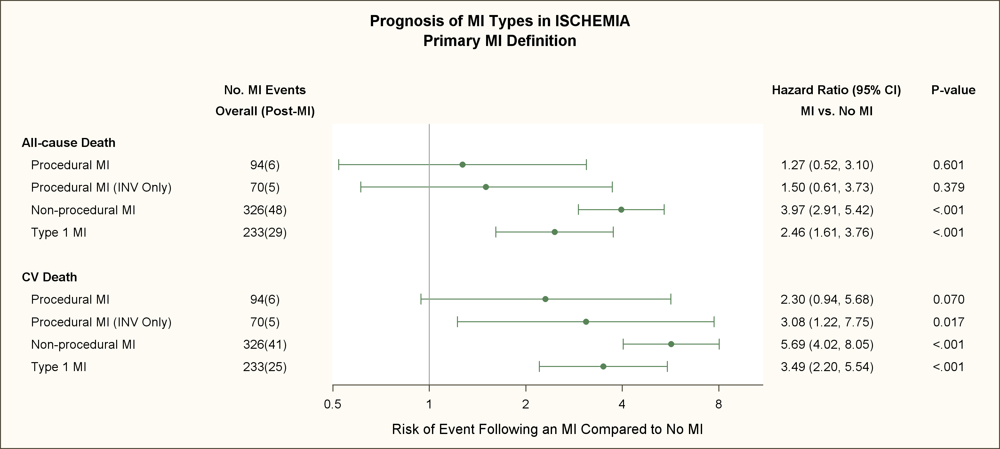 Prognosis of MI Types in ISCHEMIA
Primary MI Definition
No. MI Events Hazard Ratio (95% CI) P-value
Overall (Post-MI) MI vs. No MI
All-cause Death
Procedural MI 94(6) 1.27 (0.52, 3.10) 0.601
Procedural MI (INV Only) 70(5) 1.50 (0.61, 3.73) 0.379
Non-procedural MI 326(48) 3.97 (2.91, 5.42) <.001
Type 1 MI 233(29) 2.46 (1.61, 3.76) <.001
CV Death
Procedural MI 94(6) 2.30 (0.94, 5.68) 0.070
Procedural MI (INV Only) 70(5) 3.08 (1.22, 7.75) 0.017
Non-procedural MI 326(41) 5.69 (4.02, 8.05) <.001
Type 1 MI 233(25) 3.49 (2.20, 5.54) <.001
0.5 1 2 4 8
Risk of Event Following an MI Compared to No MI